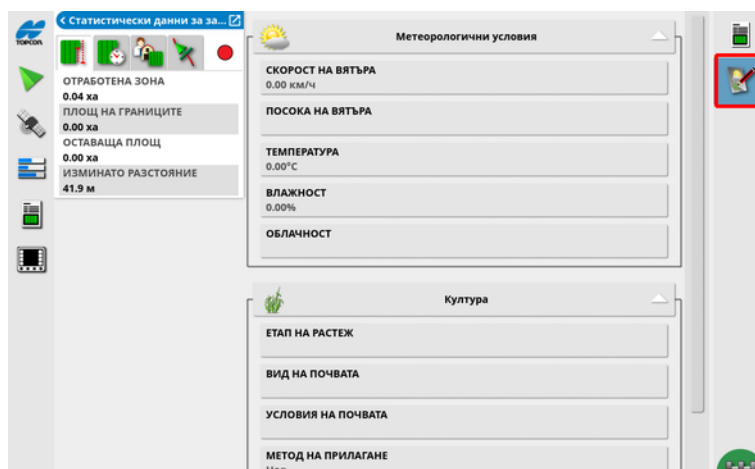 TOPCON
Статистически данни за за...
ОТРАБОТЕНА ЗОНА
0.04 ха
ПЛОЩ НА ГРАНИЦИТЕ
0.00 ха
ОСТАВАЩА ПЛОЩ
0.00 ха
ИЗМИНАТО РАЗСТОЯНИЕ
41.9 м
Метеорологични условия
СКОРОСТ НА ВЯТЪРА
0.00 км/ч
ПОСОКА НА ВЯТЪРА
ТЕМПЕРАТУРА
0.00°C
ВЛАЖНОСТ
0.00%
ОБЛАЧНОСТ
Култура
ЕТАП НА РАСТЕЖ
ВИД НА ПОЧВАТА
УСЛОВИЯ НА ПОЧВАТА
МЕТОД НА ПРИЛАГАНЕ